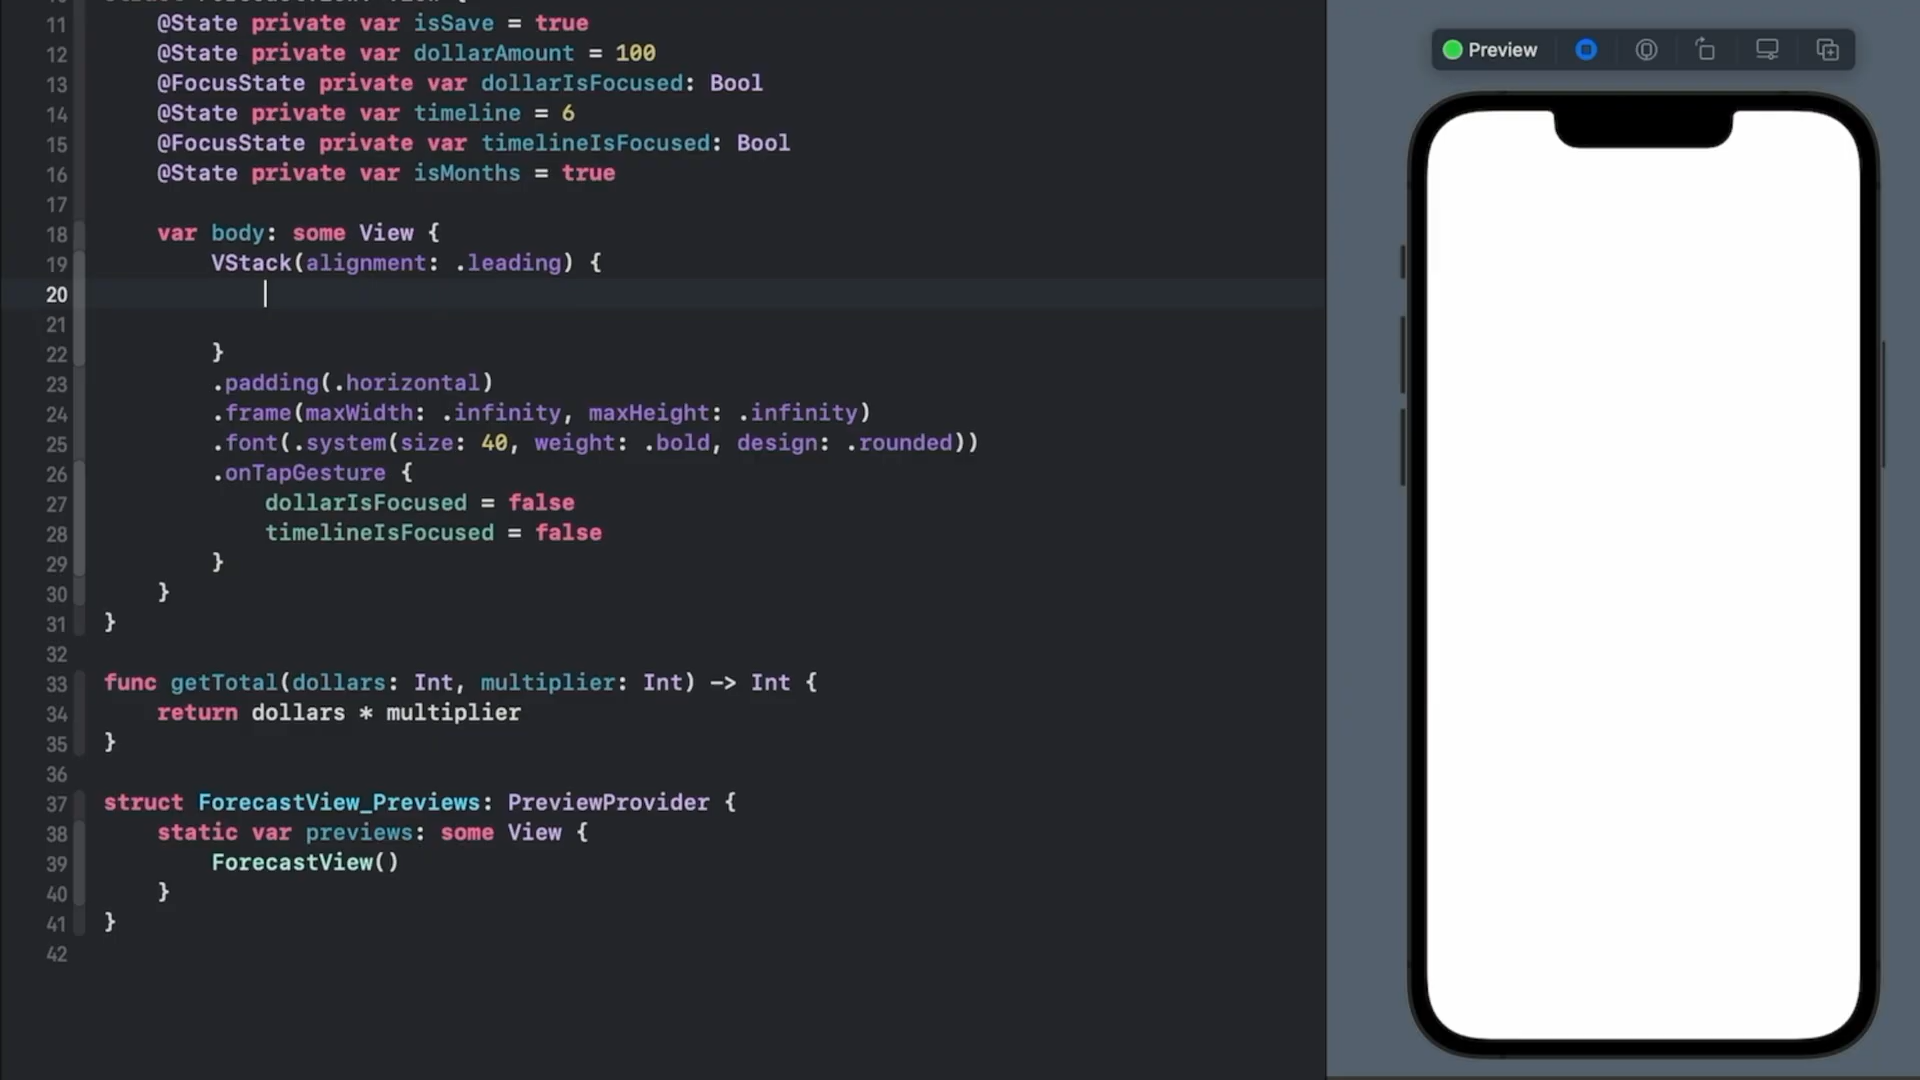 11 @State private var isSave = true
12 @State private var dollarAmount = 100
13 @FocusState private var dollarIsFocused: Bool
14 @State private var timeline = 6
15 @FocusState private var timelineIsFocused: Bool
16 @State private var isMonths = true
17
18 var body: some View {
19 VStack(alignment: .leading) {
20
21
22 }
23 .padding(.horizontal)
24 .frame(maxWidth: .infinity, maxHeight: .infinity)
25 .font(.system(size: 40, weight: .bold, design: .rounded))
26 .onTapGesture {
27 dollarIsFocused = false
28 timelineIsFocused = false
29 }
30 }
31 }
32
33 func getTotal(dollars: Int, multiplier: Int) -> Int {
34 return dollars * multiplier
35 }
36
37 struct ForecastView_Previews: PreviewProvider {
38 static var previews: some View {
39 ForecastView()
40 }
41 }
42
Preview